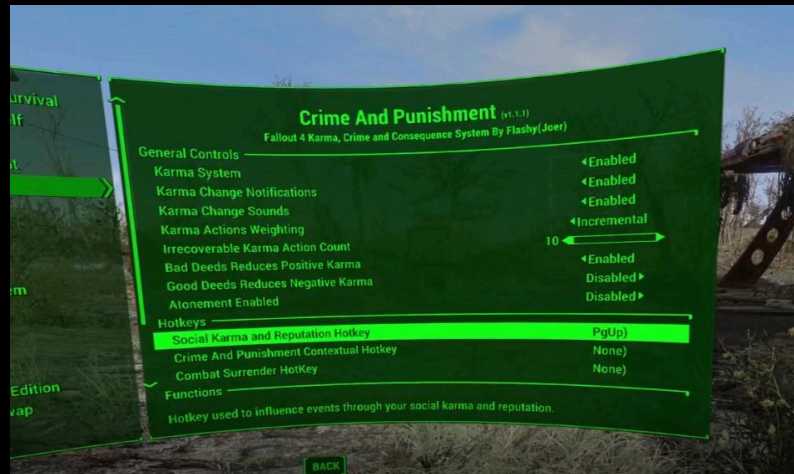 urvival
lf
nt
em
Edition
wap
Crime And Punishment (v1.1.1)
Fallout 4 Karma, Crime and Consequence System By Flashy(Joer)
General Controls
Karma System Enabled
Karma Change Notifications Enabled
Karma Change Sounds Enabled
Karma Actions Weighting Incremental
Irrecoverable Karma Action Count 10
Bad Deeds Reduces Positive Karma Enabled
Good Deeds Reduces Negative Karma Disabled
Atonement Enabled Disabled
Hotkeys
Social Karma and Reputation Hotkey PgUp)
Crime And Punishment Contextual Hotkey None)
Combat Surrender HotKey None)
Functions
Hotkey used to influence events through your social karma and reputation.
BACK